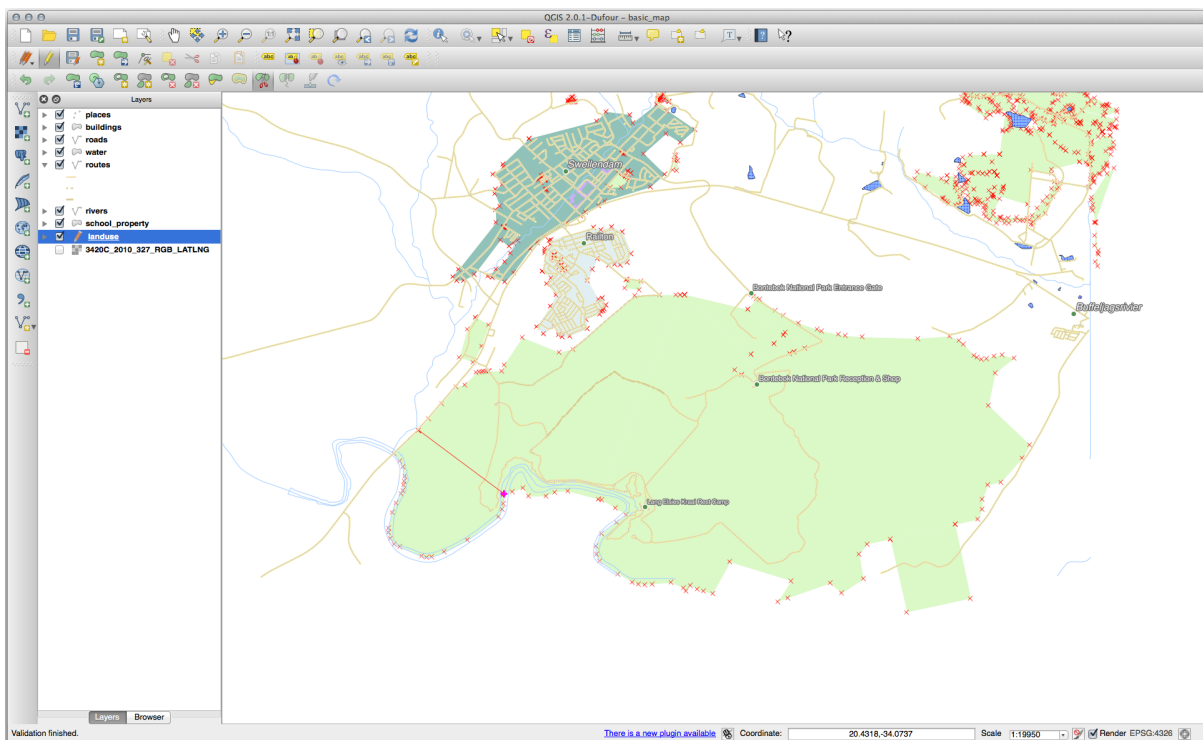 QGIS 2.0.1-Dufour - basic_map
Layers
places
buildings
roads
water
routes
rivers
school_property
landuse
3420C_2010_327_RGB_LATLNG
Swellendam
Railton
Bontebok National Park Entrance Gate
Buffeljagsrivier
Bontebok National Park Reception & Shop
Lang Elsies Kraal Rest Camp
Layers
Browser
Validation finished.
There is a new plugin available
Coordinate:
20.4318,-34.0737
Scale
1:19950
Render
EPSG:4326